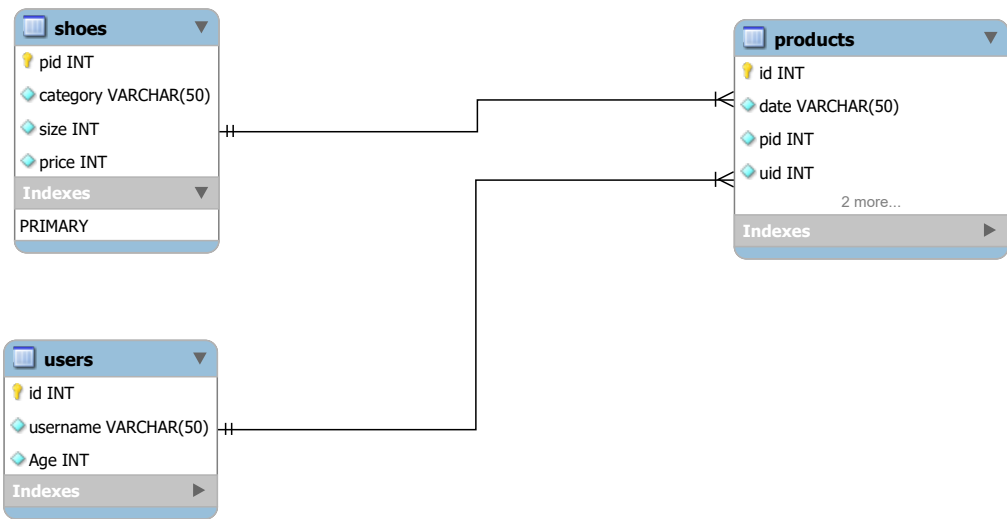 shoes
pid INT
category VARCHAR(50)
size INT
price INT
Indexes
PRIMARY
products
id INT
date VARCHAR(50)
pid INT
uid INT
2 more...
Indexes
users
id INT
username VARCHAR(50)
Age INT
Indexes